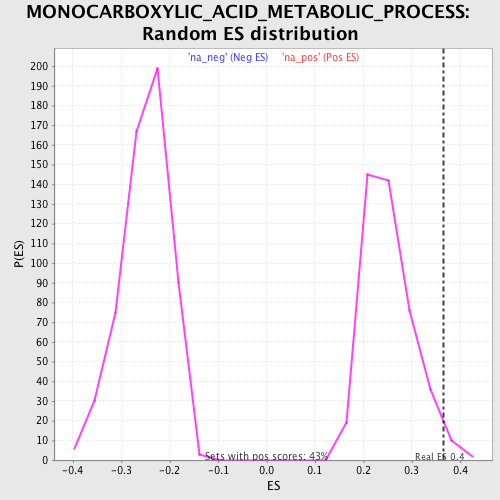 MONOCARBOXYLIC_ACID_METABOLIC_PROCESS:
Random ES distribution
'na_neg' (Neg ES) 'na_pos' (Pos ES)
200
190
180
170
160
150
140
130
120
110
100
90
80
70
60
50
40
30
20
10
0
P(ES)
Sets with pos scores: 43%
Real ES 0.4
-0.4 -0.3 -0.2 -0.1 0.0 0.1 0.2 0.3 0.4
ES